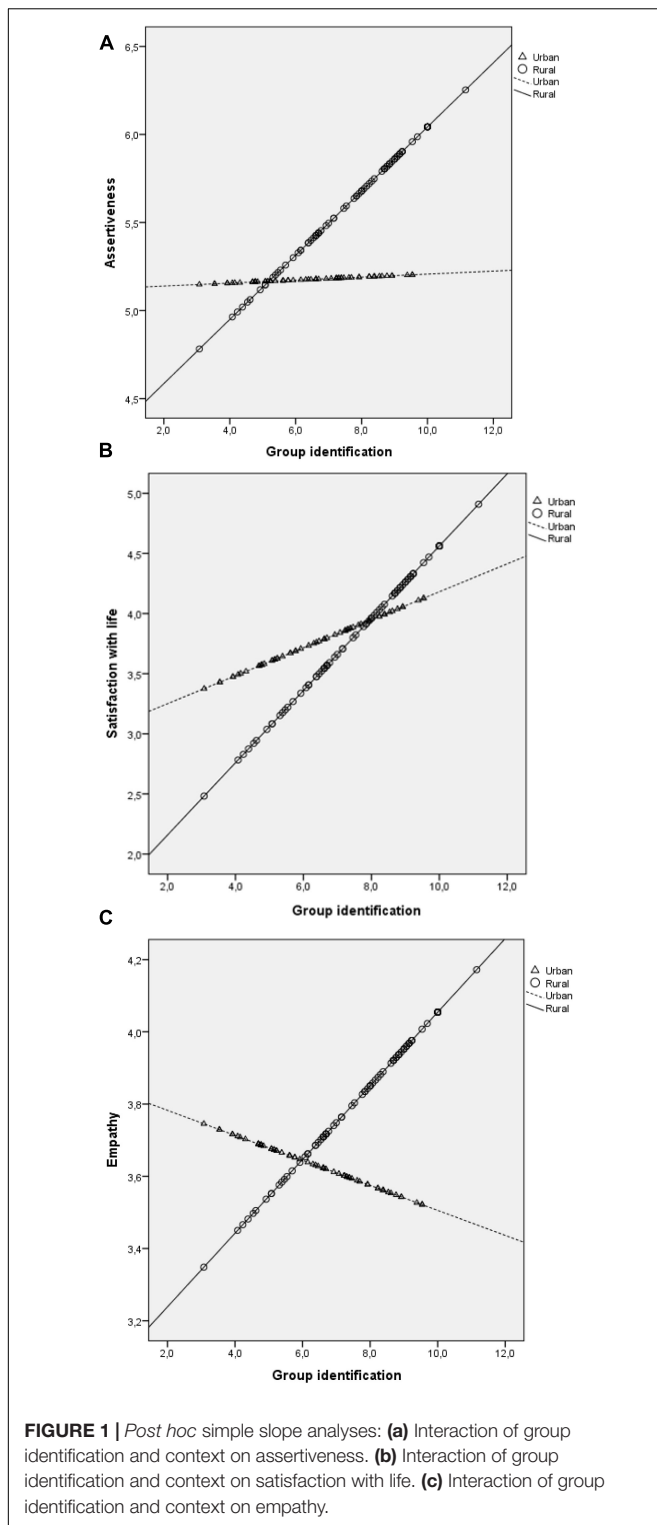 A
6,5
6,0
5,5
5,0
4,5
Assertiveness
2,0 4,0 6,0 8,0 10,0 12,0
Group identification
Urban
Rural
Urban
Rural
B
5,0
4,5
4,0
3,5
3,0
2,5
2,0
Satisfaction with life
2,0 4,0 6,0 8,0 10,0 12,0
Group identification
Urban
Rural
Urban
Rural
C
4,2
4,0
3,8
3,6
3,4
3,2
Empathy
2,0 4,0 6,0 8,0 10,0 12,0
Group identification
Urban
Rural
Urban
Rural
FIGURE 1 | Post hoc simple slope analyses: (a) Interaction of group
identification and context on assertiveness. (b) Interaction of group
identification and context on satisfaction with life. (c) Interaction of group
identification and context on empathy.